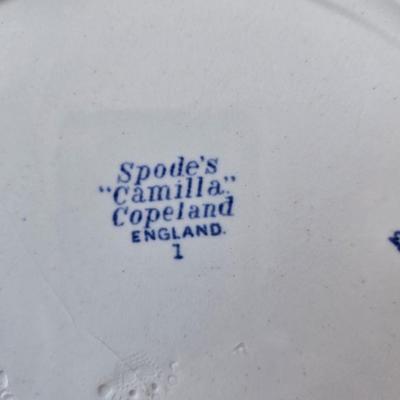 Spode's
"Camilla."
Copeland
ENGLAND.
1